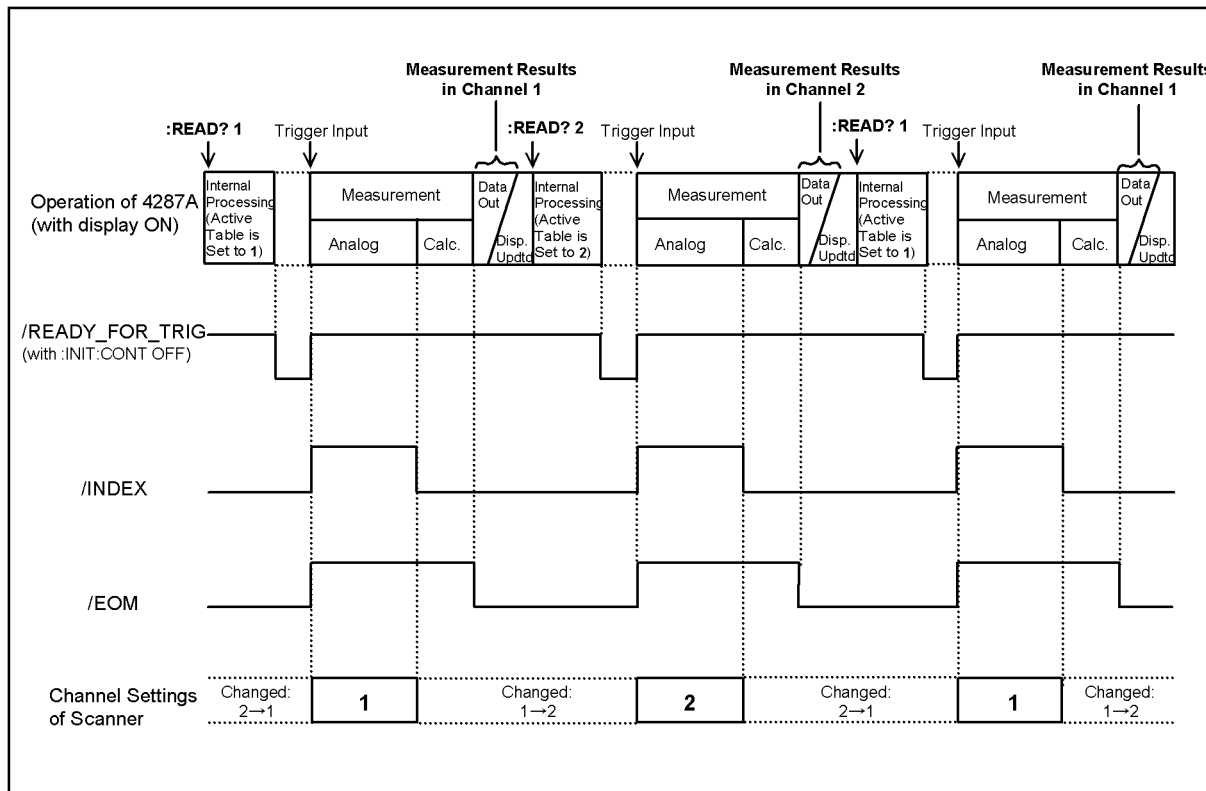 Measurement Results
in Channel 1
Measurement Results
in Channel 2
Measurement Results
in Channel 1
:READ? 1
Trigger Input
:READ? 2
Trigger Input
:READ? 1
Trigger Input
Operation of 4287A
(with display ON)
Internal
Processing
(Active
Table is
Set to 1)
Measurement
Analog
Calc.
Data
Out
Disp.
Updtd
Internal
Processing
(Active
Table is
Set to 2)
Measurement
Analog
Calc.
Data
Out
Disp.
Updtd
Internal
Processing
(Active
Table is
Set to 1)
Measurement
Analog
Calc.
Data
Out
Disp.
Updtd
/READY_FOR_TRIG
(with :INIT:CONT OFF)
/INDEX
/EOM
Channel Settings
of Scanner
Changed:
2→1
1
Changed:
1→2
2
Changed:
2→1
1
Changed:
1→2